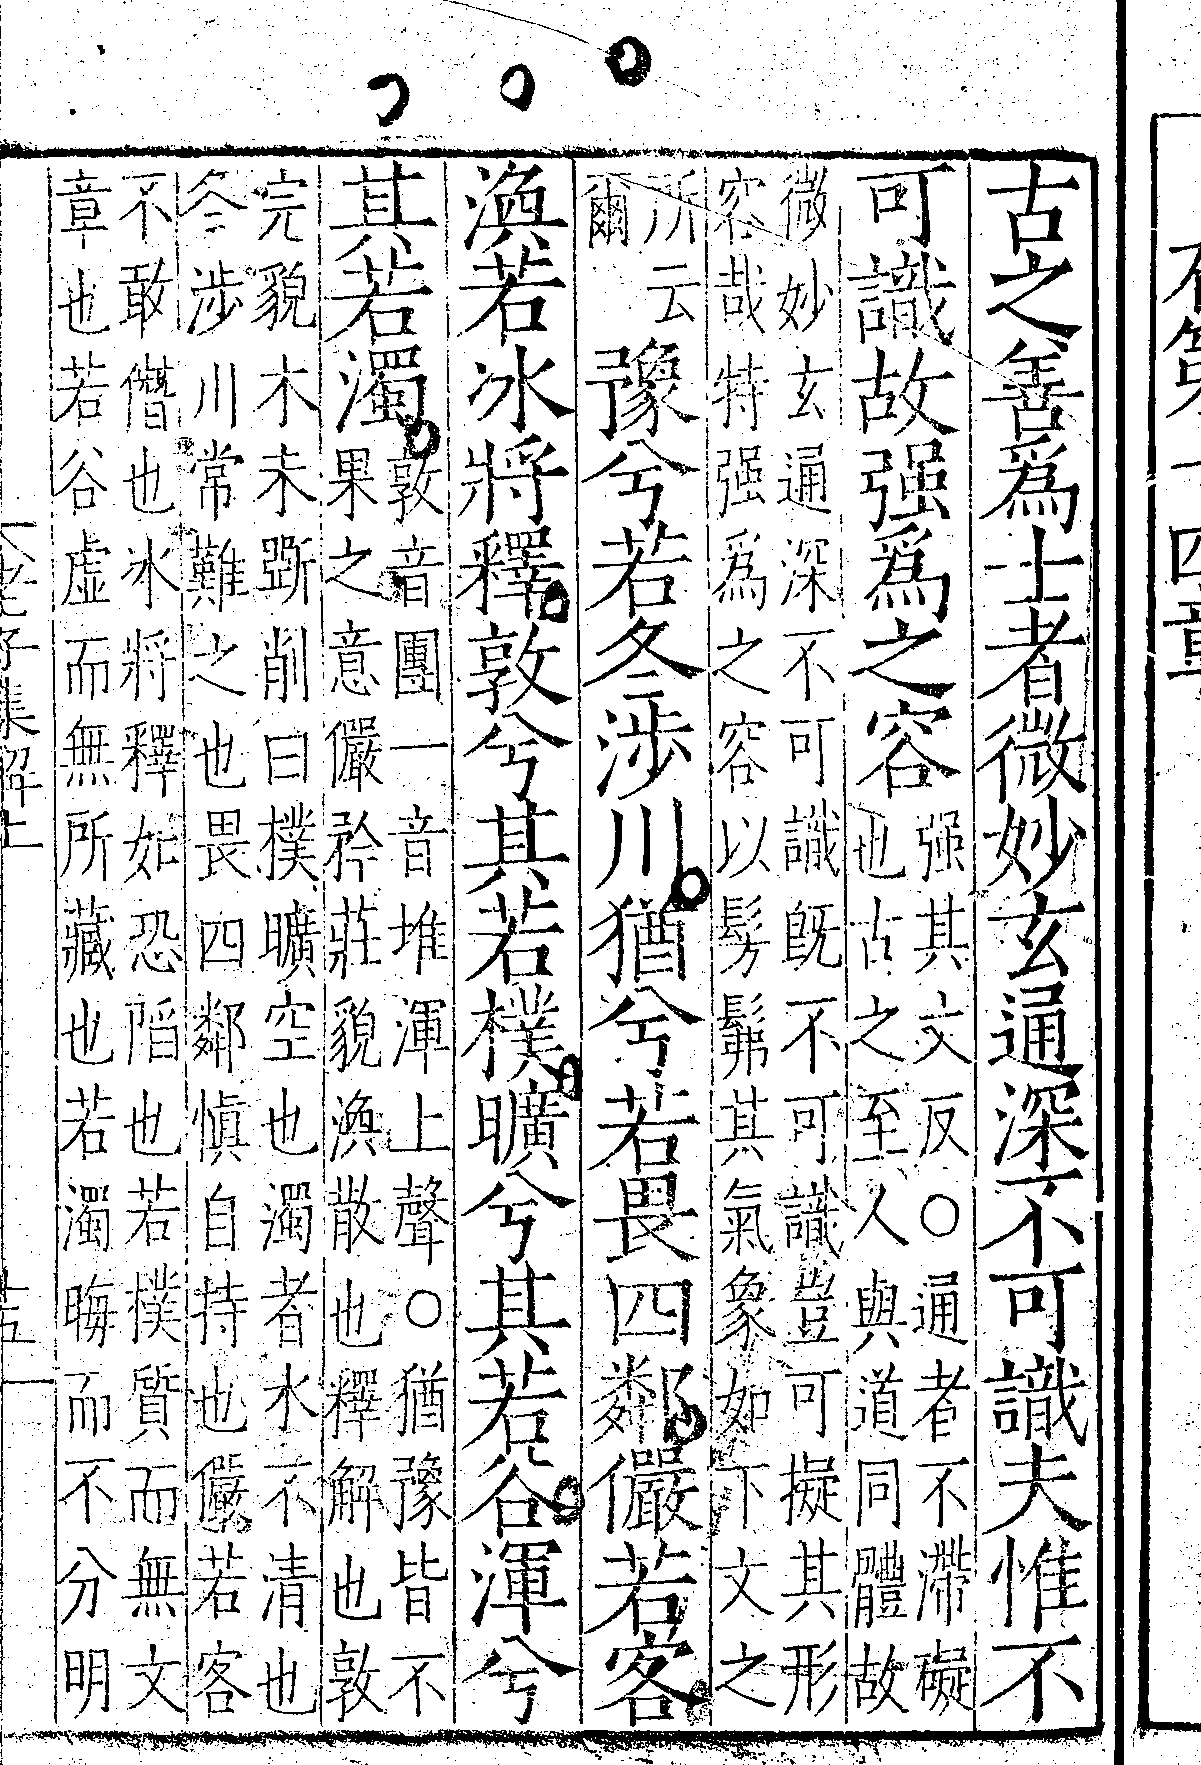 右第十四章
古之善爲士者微妙玄通深不可識夫惟不
可識故强爲之容
强其丈反○通者不滯礙
也古之至人與道同體故
微妙玄通深不可識旣不可識豈可擬其形
容哉特强爲之容以髣髴其氣象如下文之
所云
爾
豫兮若冬涉川猶兮若畏四鄰儼若客
渙若冰將釋敦兮其若樸曠兮其若谷渾兮
其若濁
敦音團一音堆渾上聲○猶豫皆不
果之意儼矜莊貌渙散也釋解也敦
完貌木未斲削曰樸曠空也濁者水不清也
冬涉川常難之也畏四鄰愼自持也儼若客
不敢僭也冰將釋如恐陷也若樸質而無文
章也若谷虛而無所藏也若濁晦而不分明
老子集解上
十五